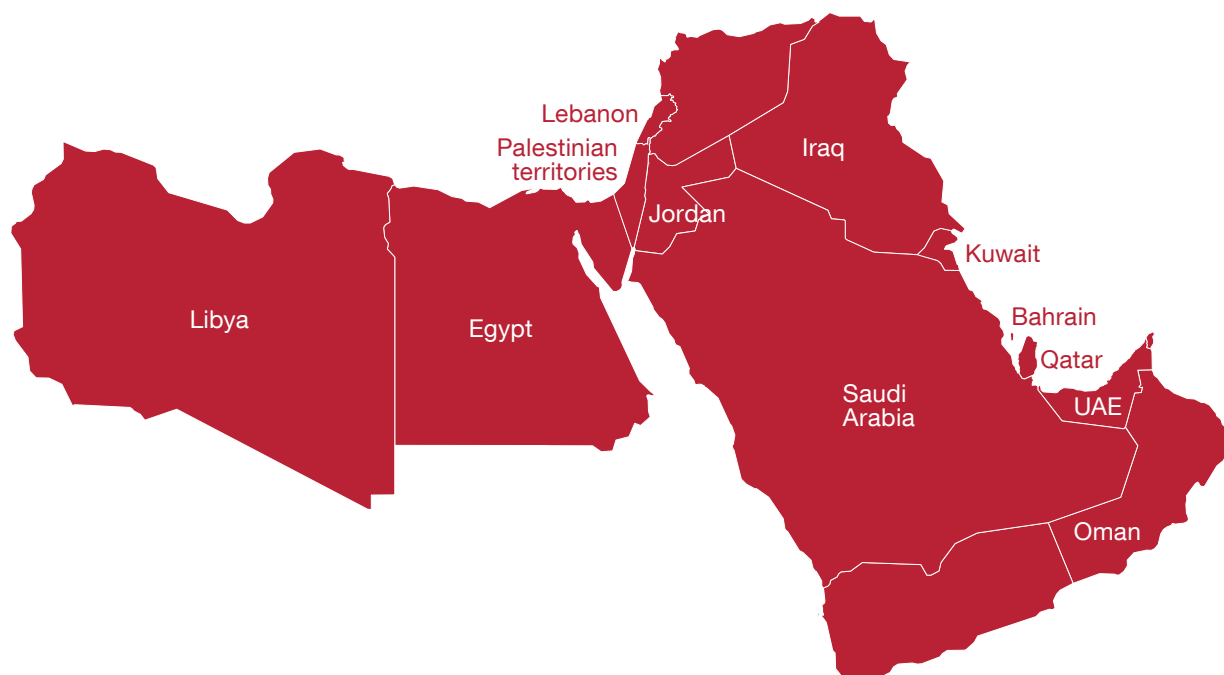 Lebanon
Palestinian
territories
Iraq
Jordan
Kuwait
Libya
Egypt
Bahrain
Qatar
Saudi
Arabia
UAE
Oman